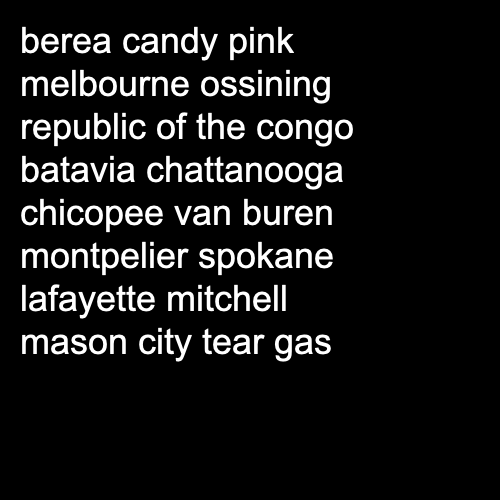 berea candy pink
melbourne ossining
republic of the congo
batavia chattanooga
chicopee van buren
montpelier spokane
lafayette mitchell
mason city tear gas